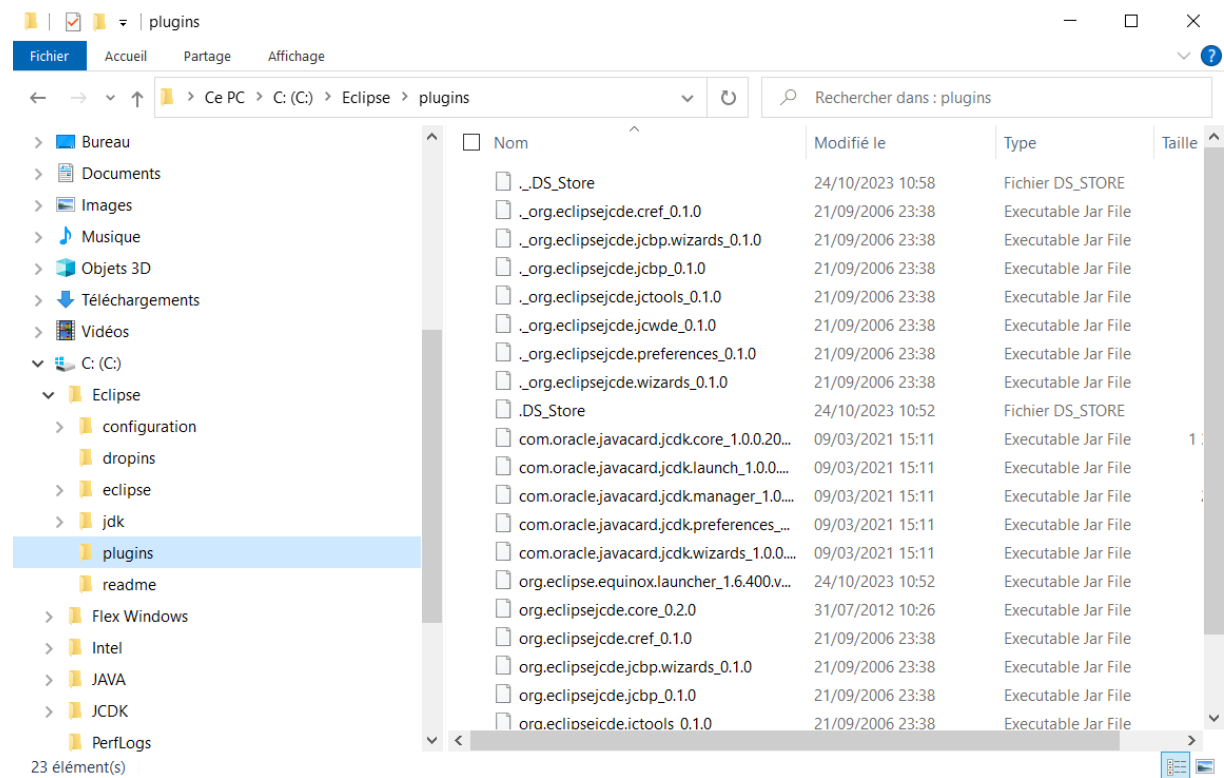 plugins
Fichier Accueil Partage Affichage
Ce PC > C: (C:) > Eclipse > plugins Rechercher dans : plugins
Bureau
Documents
Images
Musique
Objets 3D
Téléchargements
Vidéos
C: (C:)
Eclipse
configuration
dropins
eclipse
jdk
plugins
readme
Flex Windows
Intel
JAVA
JCDK
PerfLogs
Nom Modifié le Type Taille
._.DS_Store 24/10/2023 10:58 Fichier DS_STORE
._org.eclipsejcde.cref_0.1.0 21/09/2006 23:38 Executable Jar File
._org.eclipsejcde.jcbp.wizards_0.1.0 21/09/2006 23:38 Executable Jar File
._org.eclipsejcde.jcbp_0.1.0 21/09/2006 23:38 Executable Jar File
._org.eclipsejcde.jctools_0.1.0 21/09/2006 23:38 Executable Jar File
._org.eclipsejcde.jcwde_0.1.0 21/09/2006 23:38 Executable Jar File
._org.eclipsejcde.preferences_0.1.0 21/09/2006 23:38 Executable Jar File
._org.eclipsejcde.wizards_0.1.0 21/09/2006 23:38 Executable Jar File
.DS_Store 24/10/2023 10:52 Fichier DS_STORE
com.oracle.javacard.jcdk.core_1.0.0.20... 09/03/2021 15:11 Executable Jar File 1
com.oracle.javacard.jcdk.launch_1.0.0.... 09/03/2021 15:11 Executable Jar File
com.oracle.javacard.jcdk.manager_1.0.... 09/03/2021 15:11 Executable Jar File
com.oracle.javacard.jcdk.preferences_... 09/03/2021 15:11 Executable Jar File
com.oracle.javacard.jcdk.wizards_1.0.0.... 09/03/2021 15:11 Executable Jar File
org.eclipse.equinox.launcher_1.6.400.v... 24/10/2023 10:52 Executable Jar File
org.eclipsejcde.core_0.2.0 31/07/2012 10:26 Executable Jar File
org.eclipsejcde.cref_0.1.0 21/09/2006 23:38 Executable Jar File
org.eclipsejcde.jcbp.wizards_0.1.0 21/09/2006 23:38 Executable Jar File
org.eclipsejcde.jcbp_0.1.0 21/09/2006 23:38 Executable Jar File
org.eclipsejcde.jctools_0.1.0 21/09/2006 23:38 Executable Jar File
23 élément(s)